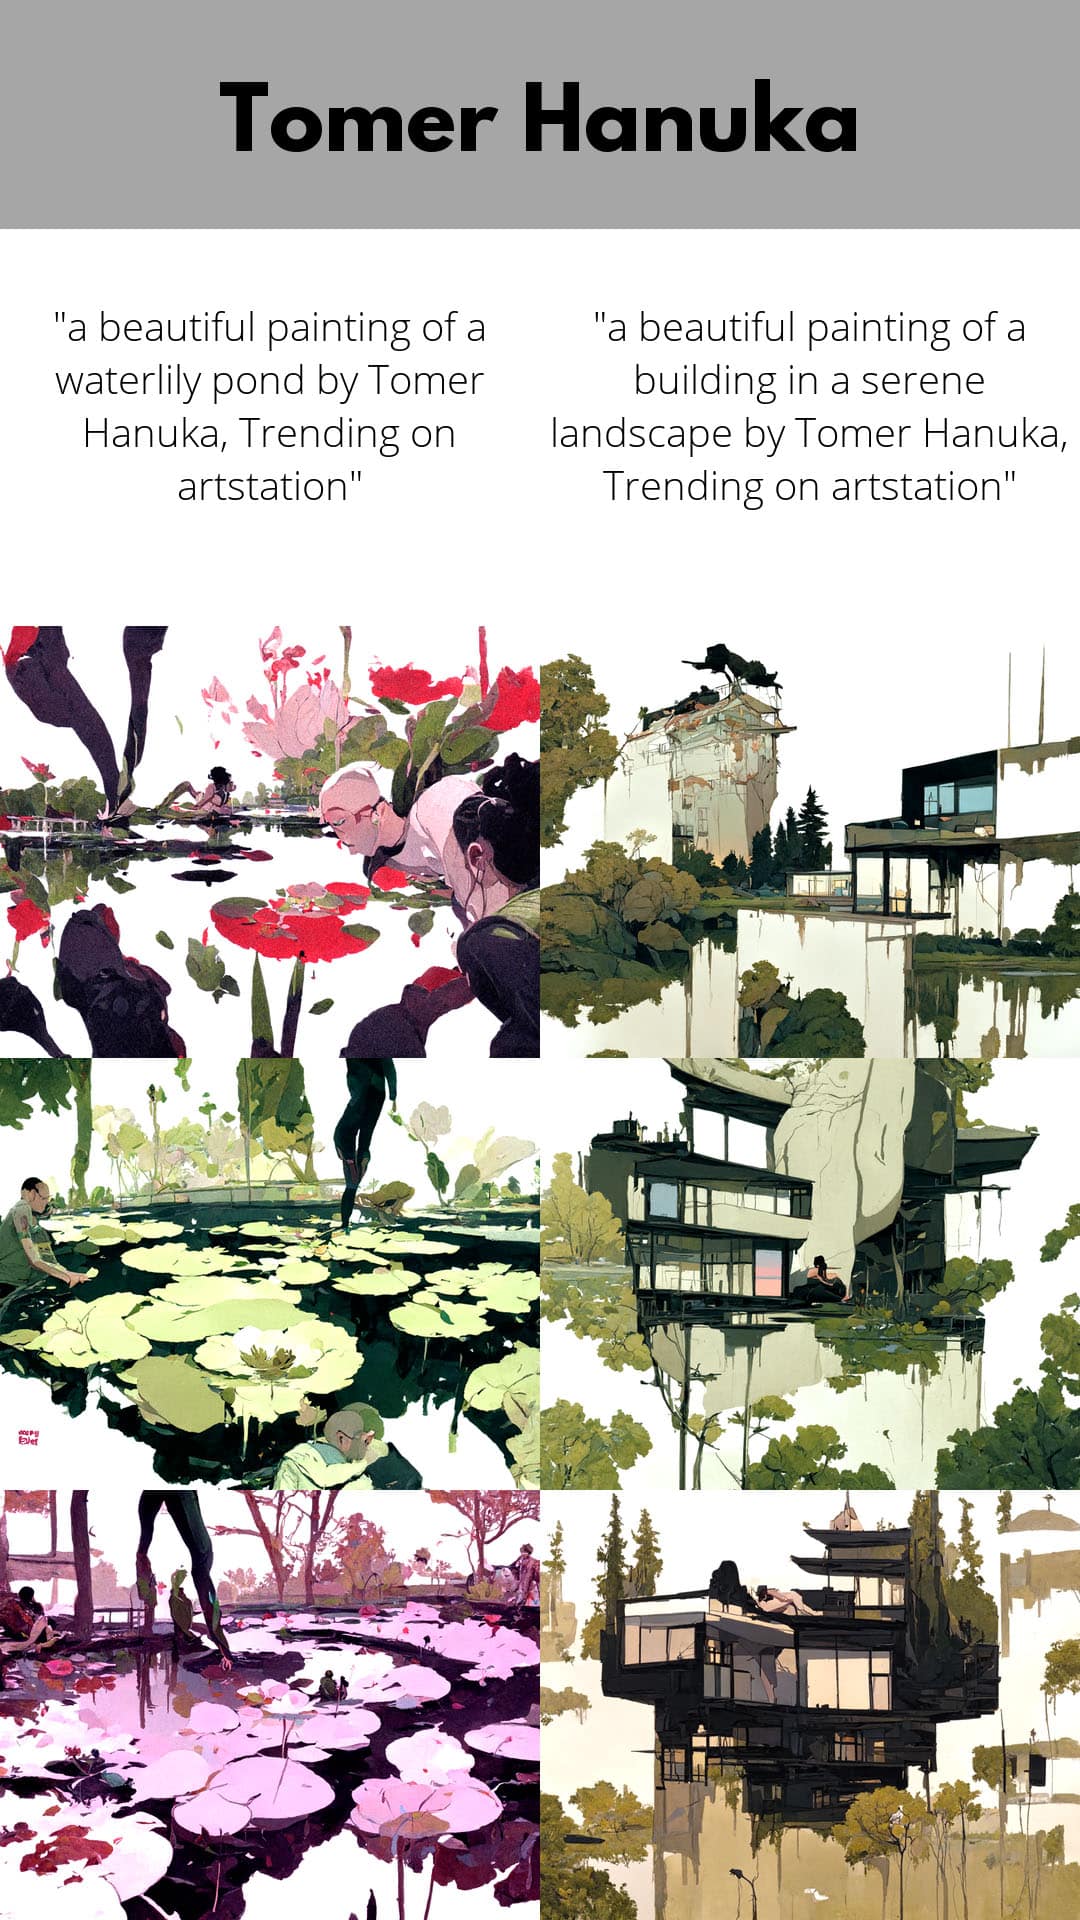 Tomer Hanuka
"a beautiful painting of a
waterlily pond by Tomer
Hanuka, Trending on
artstation"
"a beautiful painting of a
building in a serene
landscape by Tomer Hanuka,
Trending on artstation"